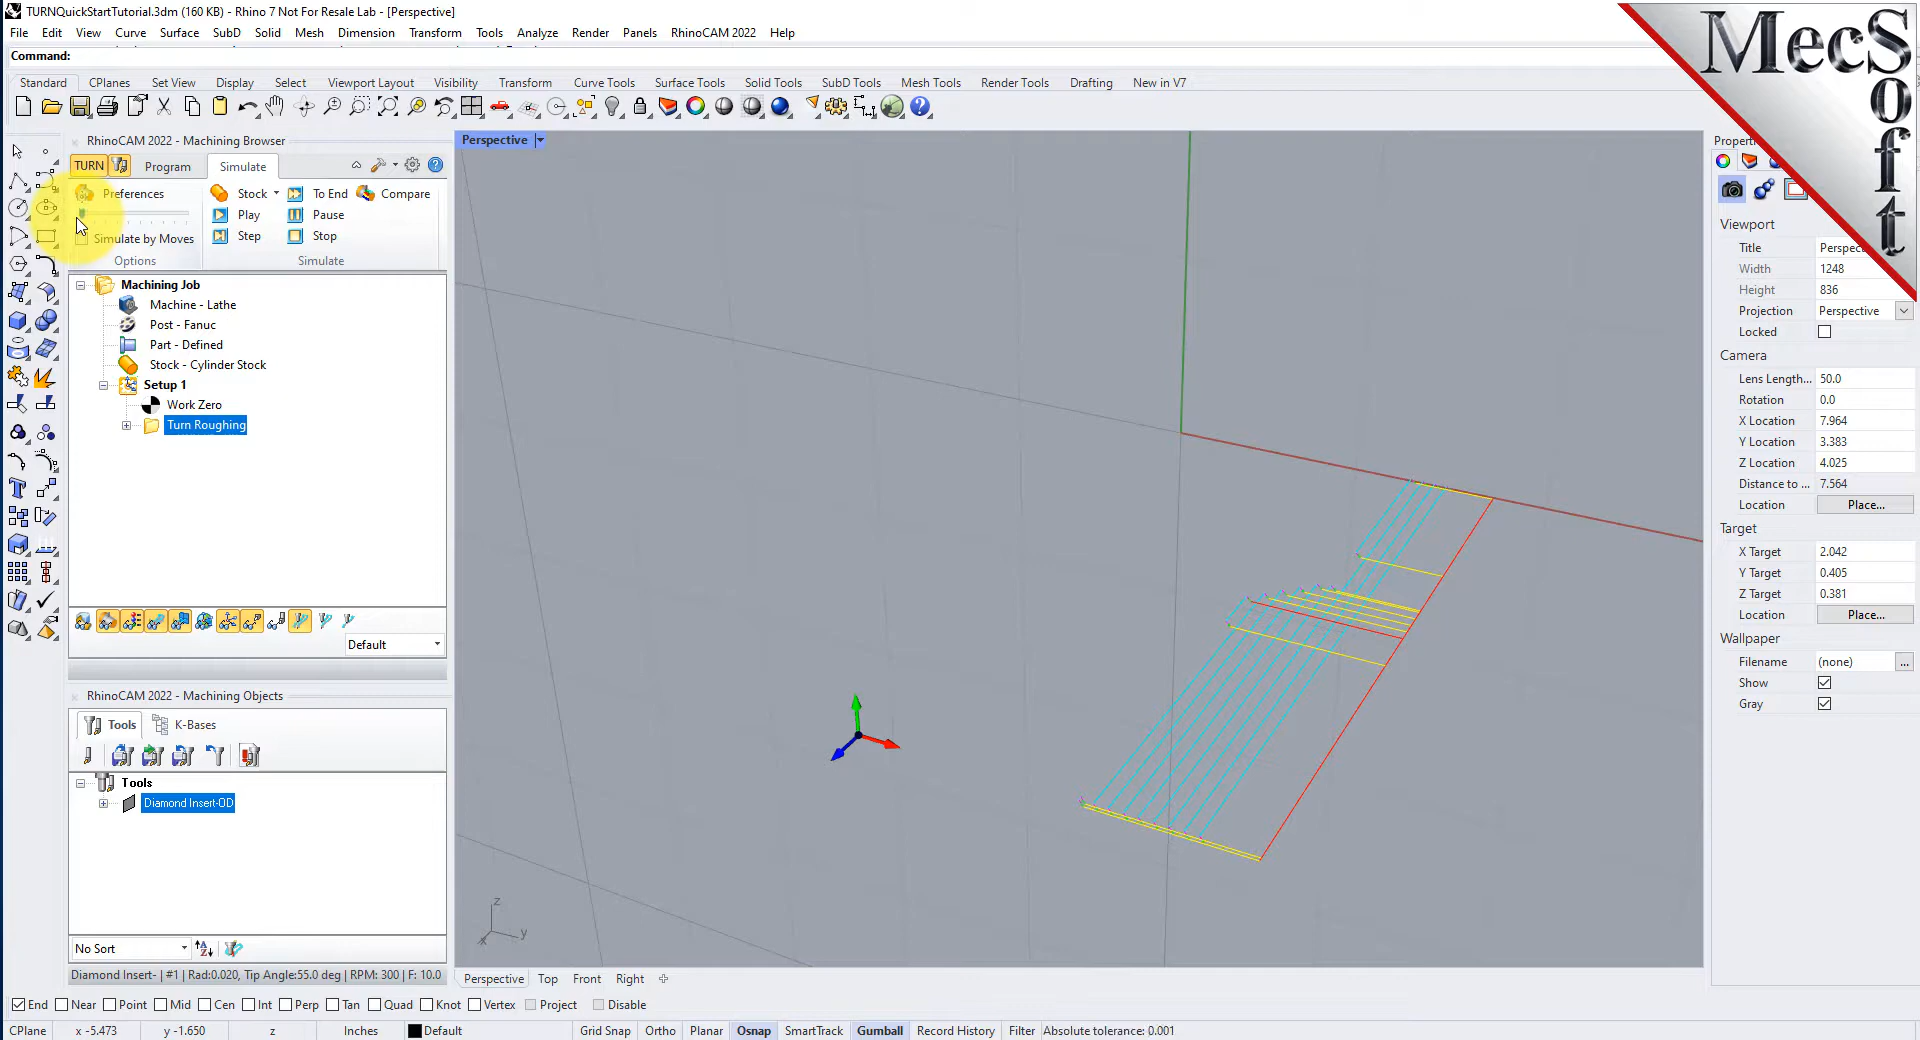 TURNQuickStartTutorial.3dm (160 KB) - Rhino 7 Not For Resale Lab - [Perspective]
File Edit View Curve Surface SubD Solid Mesh Dimension Transform Tools Analyze Render Panels RhinoCAM 2022 Help
Command:
Standard CPlanes Set View Display Select Viewport Layout Visibility Transform Curve Tools Surface Tools Solid Tools SubD Tools Mesh Tools Render Tools Drafting New in V7
MecSoft
RhinoCAM 2022 - Machining Browser
TURN Program Simulate
Preferences
Simulate by Moves
Options
Stock To End Compare
Play Pause
Step Stop
Simulate
Machining Job
Machine - Lathe
Post - Fanuc
Part - Defined
Stock - Cylinder Stock
Setup 1
Work Zero
Turn Roughing
Default
RhinoCAM 2022 - Machining Objects
Tools K-Bases
Tools
Diamond Insert-OD
No Sort
Diamond Insert- | #1 | Rad:0.020, Tip Angle:55.0 deg | RPM: 300 | F: 10.0
Perspective
z
y
x
Perspective Top Front Right
Viewport
Title
Width 1248
Height 836
Projection Perspective
Locked
Camera
Lens Length... 50.0
Rotation 0.0
X Location 7.964
Y Location 3.383
Z Location 4.025
Distance to ... 7.564
Location Place...
Target
X Target 2.042
Y Target 0.405
Z Target 0.381
Location Place...
Wallpaper
Filename (none) ...
Show
Gray
End Near Point Mid Cen Int Perp Tan Quad Knot Vertex Project Disable
CPlane x -5.473 y -1.650 z Inches Default Grid Snap Ortho Planar Osnap SmartTrack Gumball Record History Filter Absolute tolerance: 0.001